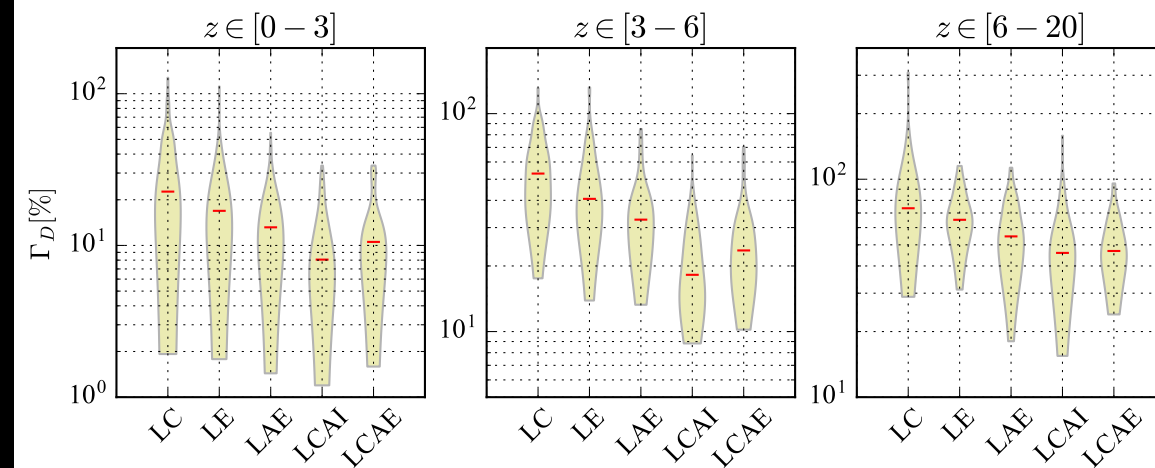 z ∈ [0 − 3]
z ∈ [3 − 6]
z ∈ [6 − 20]
Γ_D[%]
10^2
10^1
10^0
LC LE LAE LCAI LCAE
10^2
10^1
LC LE LAE LCAI LCAE
10^2
10^1
LC LE LAE LCAI LCAE